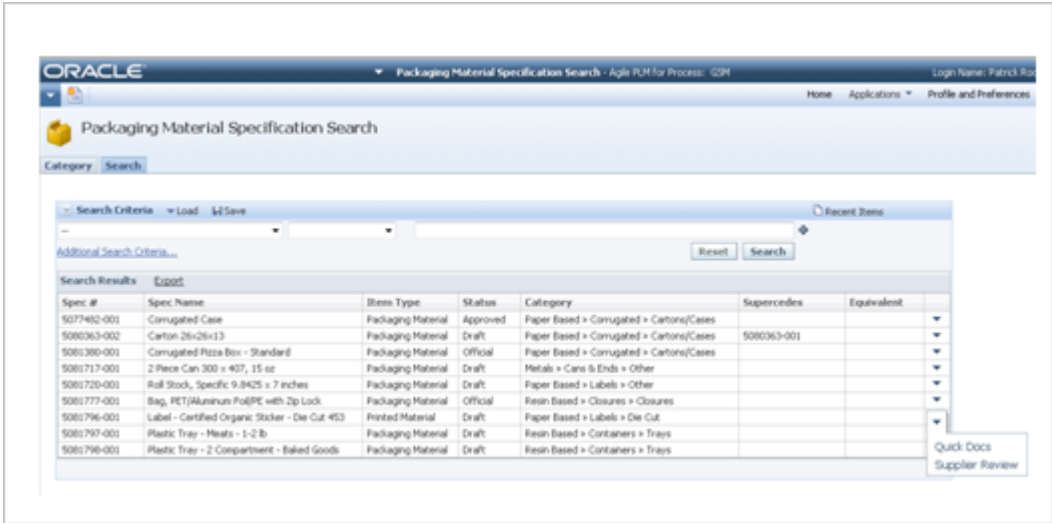 ORACLE
Packaging Material Specification Search - Agile PLM for Process: GSM
Login Name: Patrick
Home Applications Profile and Preferences
Packaging Material Specification Search
Category Search
Search Criteria Load Save Recent Items
--
Additional Search Criteria... Reset Search
Search Results Export
Spec # Spec Name Item Type Status Category Supercedes Equivalent
5077482-001 Corrugated Case Packaging Material Approved Paper Based » Corrugated » Cartons/Cases
5080363-002 Carton 26x26x13 Packaging Material Draft Paper Based » Corrugated » Cartons/Cases 5080363-001
5081380-001 Corrugated Pizza Box - Standard Packaging Material Official Paper Based » Corrugated » Cartons/Cases
5081717-001 2 Piece Can 300 x 407, 15 oz Packaging Material Draft Metals » Cans & Ends » Other
5081720-001 Roll Stock, Specific 9.8425 x 7 inches Packaging Material Draft Paper Based » Labels » Other
5081777-001 Bag, PET/Aluminum Foil/PE with Zip Lock Packaging Material Official Resin Based » Closures » Closures
5081796-001 Label - Certified Organic Sticker - Die Cut 453 Printed Material Draft Paper Based » Labels » Die Cut
5081797-001 Plastic Tray - Meats - 1-2 lb Packaging Material Draft Resin Based » Containers » Trays
5081798-001 Plastic Tray - 2 Compartment - Baked Goods Packaging Material Draft Resin Based » Containers » Trays
Quick Docs
Supplier Review